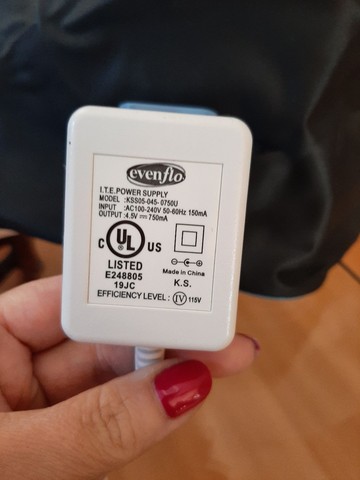 evenflo
I.T.E. POWER SUPPLY
MODEL :KSS05-045- 0750U
INPUT :AC100-240V 50-60Hz 150mA
OUTPUT :4.5V⎓ 750mA
C UL US
LISTED
E248805
19JC
Made in China
K.S.
EFFICIENCY LEVEL : IV 115V